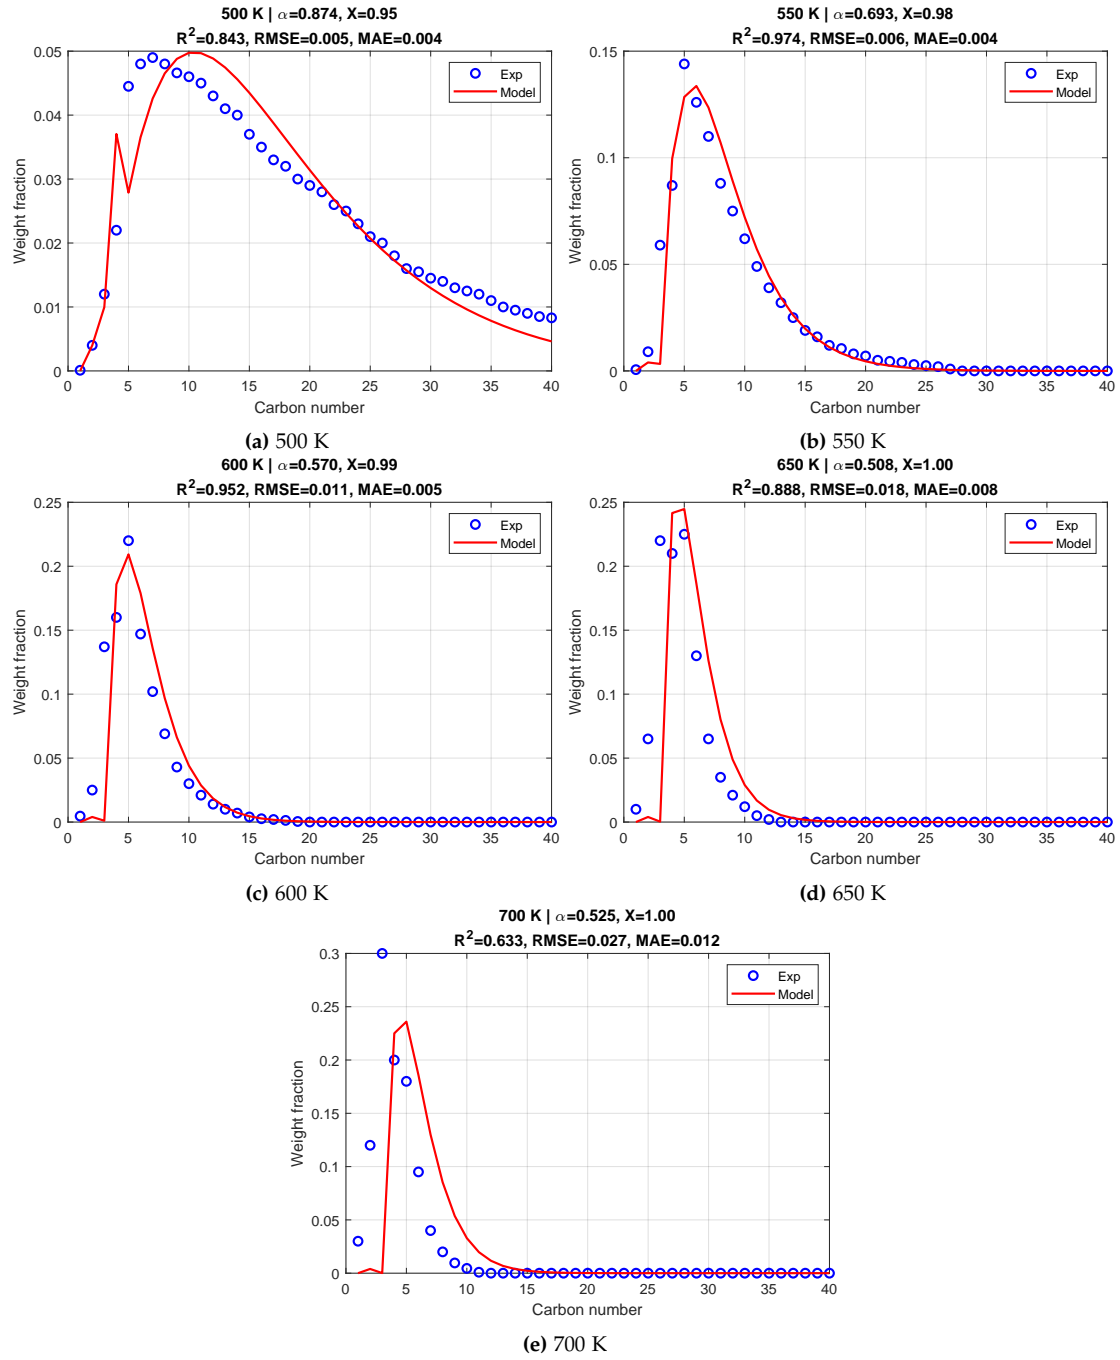 500 K | α=0.874, X=0.95
R²=0.843, RMSE=0.005, MAE=0.004
0.05
0.04
0.03
0.02
0.01
0
Weight fraction
Exp
Model
0 5 10 15 20 25 30 35 40
Carbon number
(a) 500 K
550 K | α=0.693, X=0.98
R²=0.974, RMSE=0.006, MAE=0.004
0.15
0.1
0.05
0
Weight fraction
Exp
Model
0 5 10 15 20 25 30 35 40
Carbon number
(b) 550 K
600 K | α=0.570, X=0.99
R²=0.952, RMSE=0.011, MAE=0.005
0.25
0.2
0.15
0.1
0.05
0
Weight fraction
Exp
Model
0 5 10 15 20 25 30 35 40
Carbon number
(c) 600 K
650 K | α=0.508, X=1.00
R²=0.888, RMSE=0.018, MAE=0.008
0.25
0.2
0.15
0.1
0.05
0
Weight fraction
Exp
Model
0 5 10 15 20 25 30 35 40
Carbon number
(d) 650 K
700 K | α=0.525, X=1.00
R²=0.633, RMSE=0.027, MAE=0.012
0.3
0.25
0.2
0.15
0.1
0.05
0
Weight fraction
Exp
Model
0 5 10 15 20 25 30 35 40
Carbon number
(e) 700 K